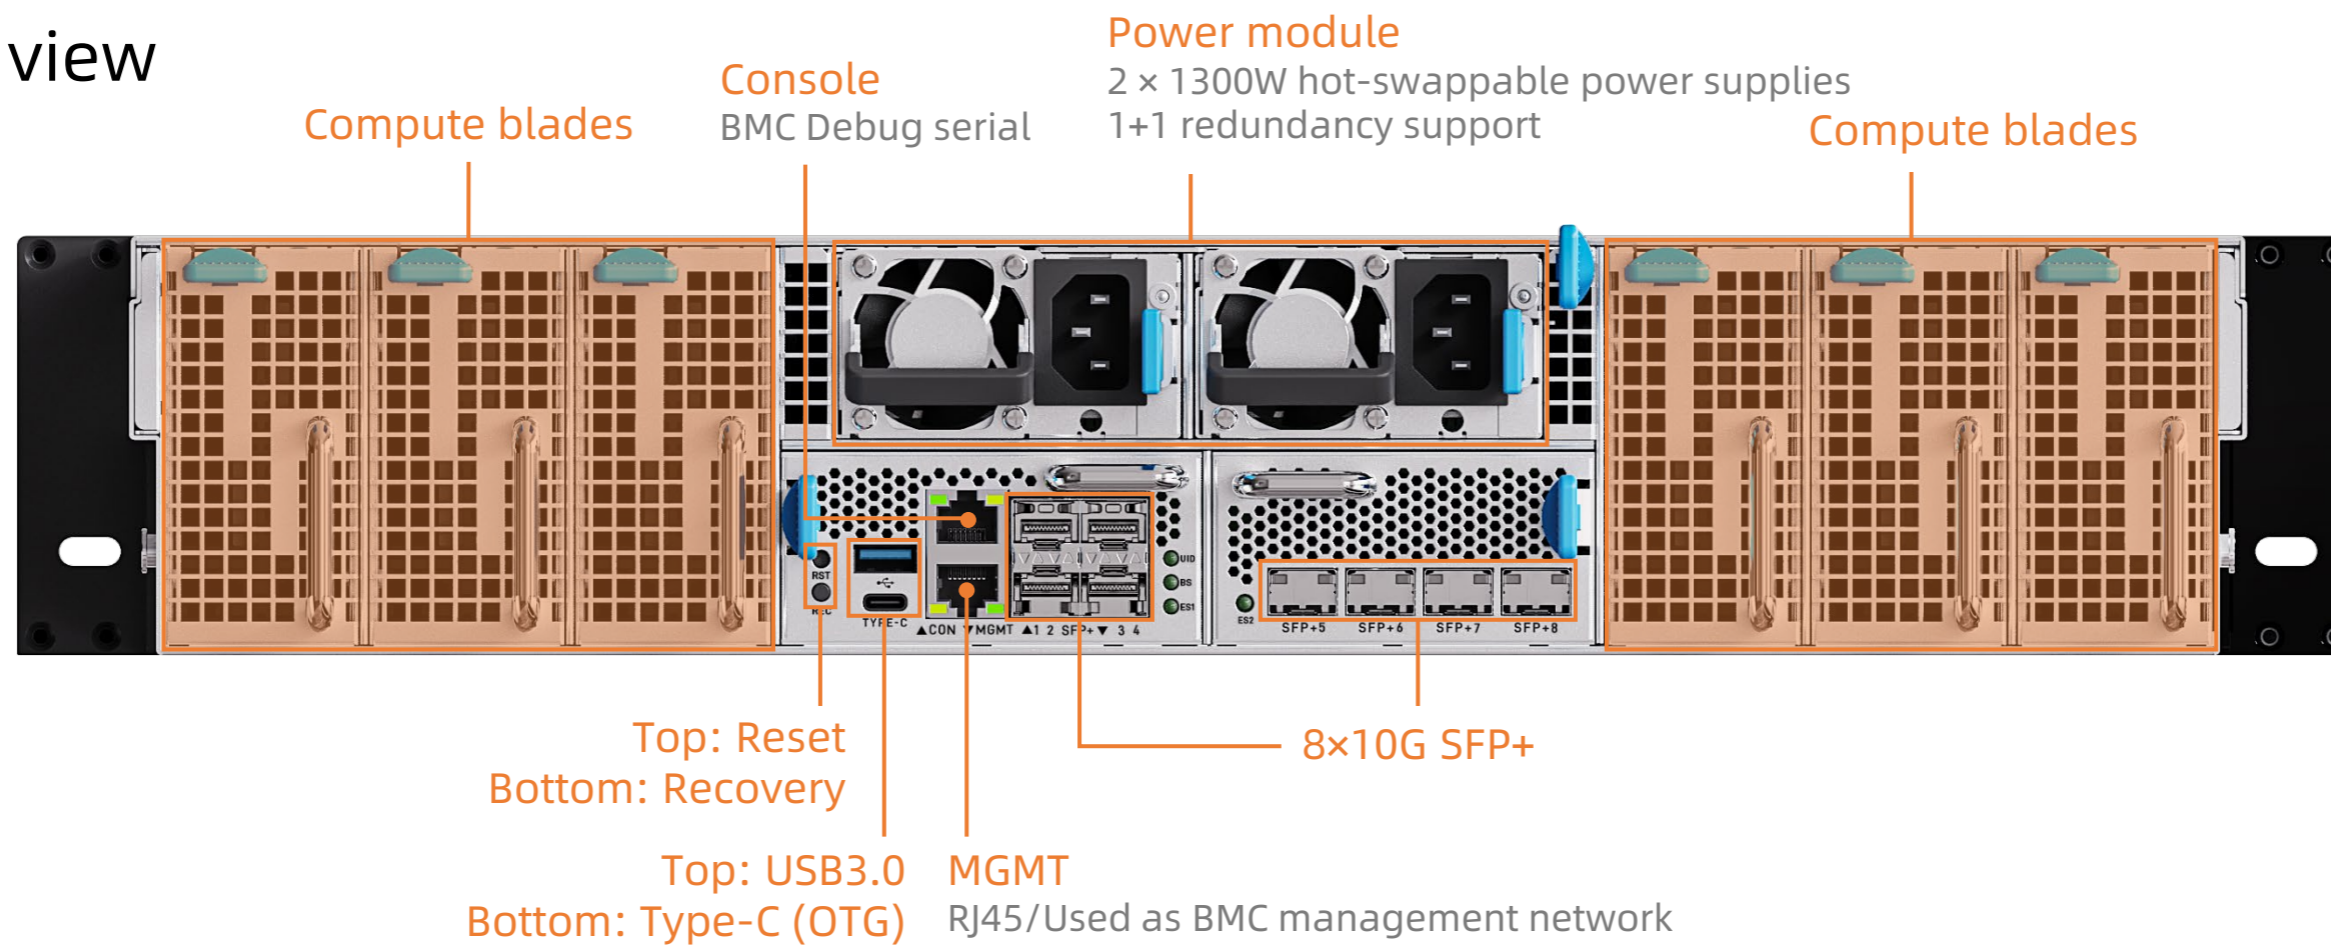 view
Power module
2 × 1300W hot-swappable power supplies
1+1 redundancy support
Console
BMC Debug serial
Compute blades
Compute blades
RST
REC
TYPE-C
▲CON ▼MGMT ▲1 2 SFP+▼ 3 4
UID
BS
ES1
ES2
SFP+5 SFP+6 SFP+7 SFP+8
Top: Reset
Bottom: Recovery
8×10G SFP+
Top: USB3.0
Bottom: Type-C (OTG)
MGMT
RJ45/Used as BMC management network